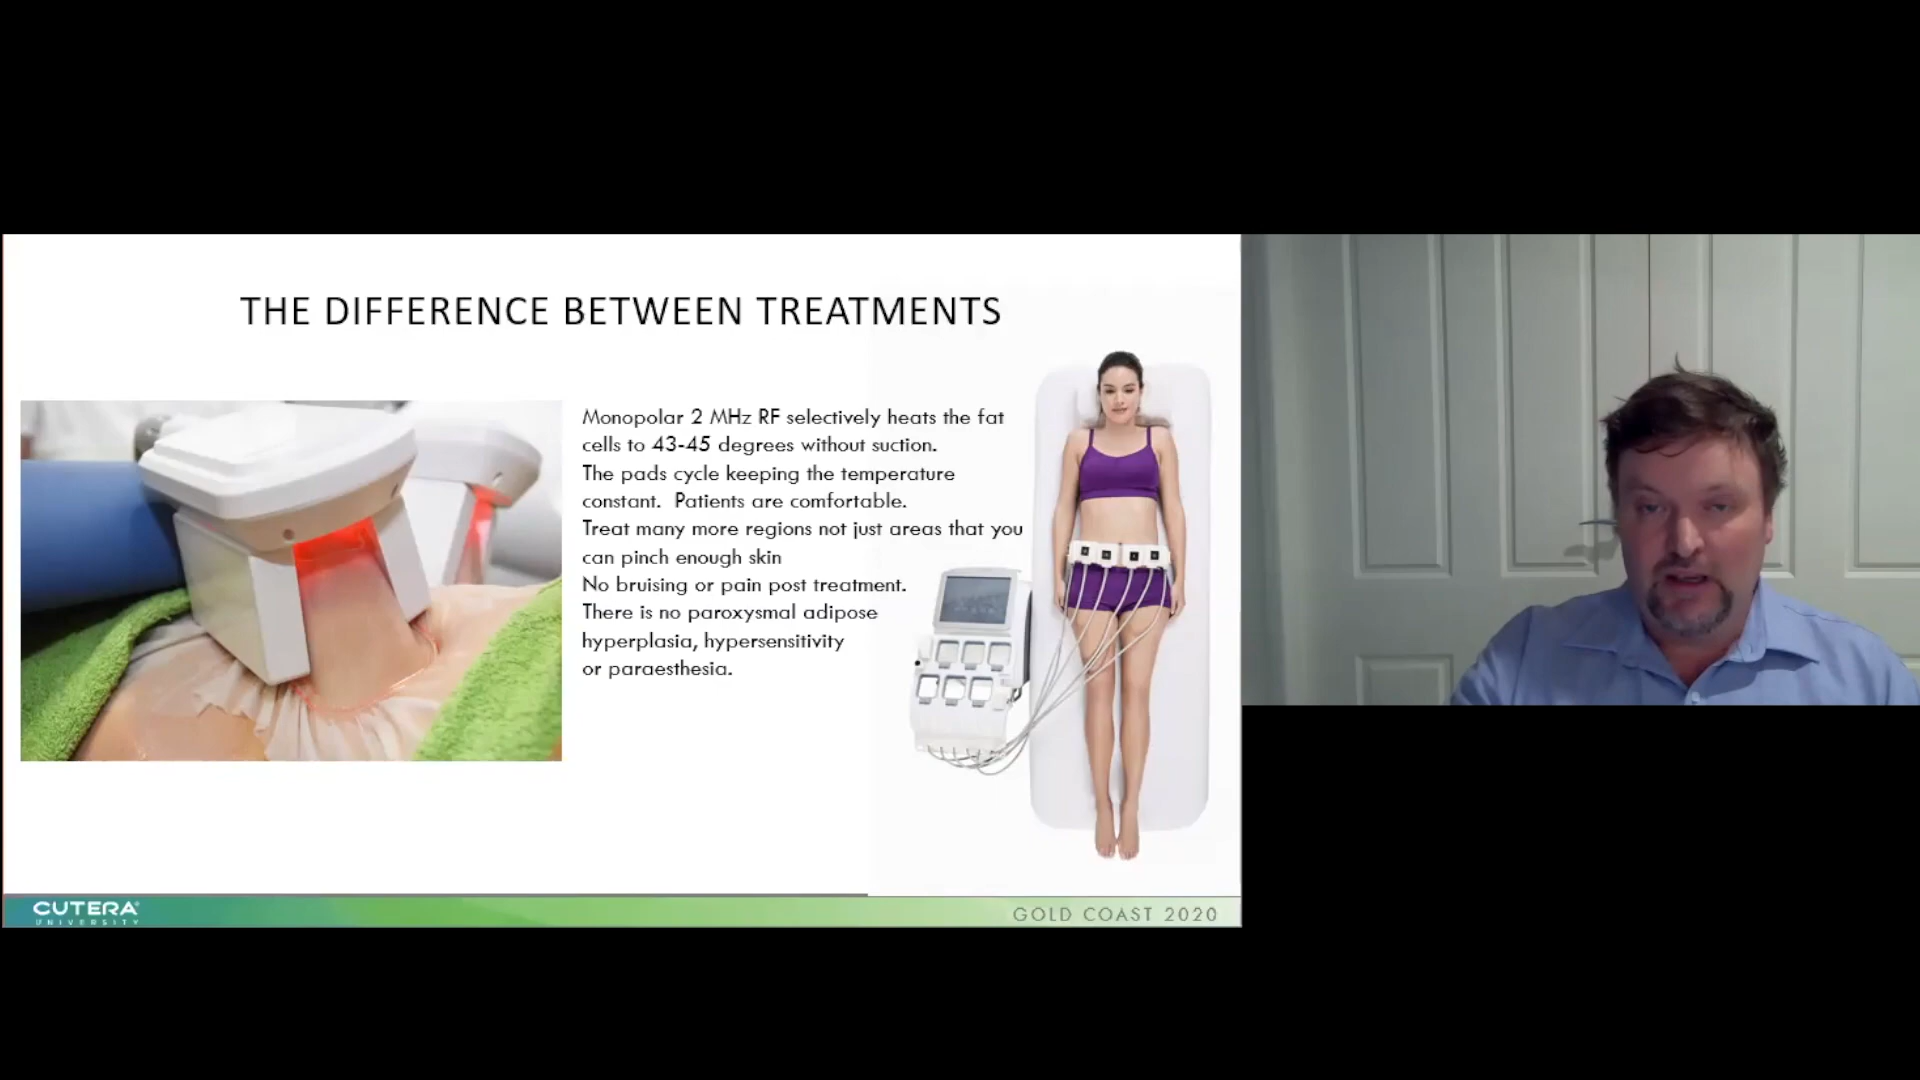 THE DIFFERENCE BETWEEN TREATMENTS
Monopolar 2 MHz RF selectively heats the fat
cells to 43-45 degrees without suction.
The pads cycle keeping the temperature
constant. Patients are comfortable.
Treat many more regions not just areas that you
can pinch enough skin
No bruising or pain post treatment.
There is no paroxysmal adipose
hyperplasia, hypersensitivity
or paraesthesia.
CUTERA®
UNIVERSITY
GOLD COAST 2020